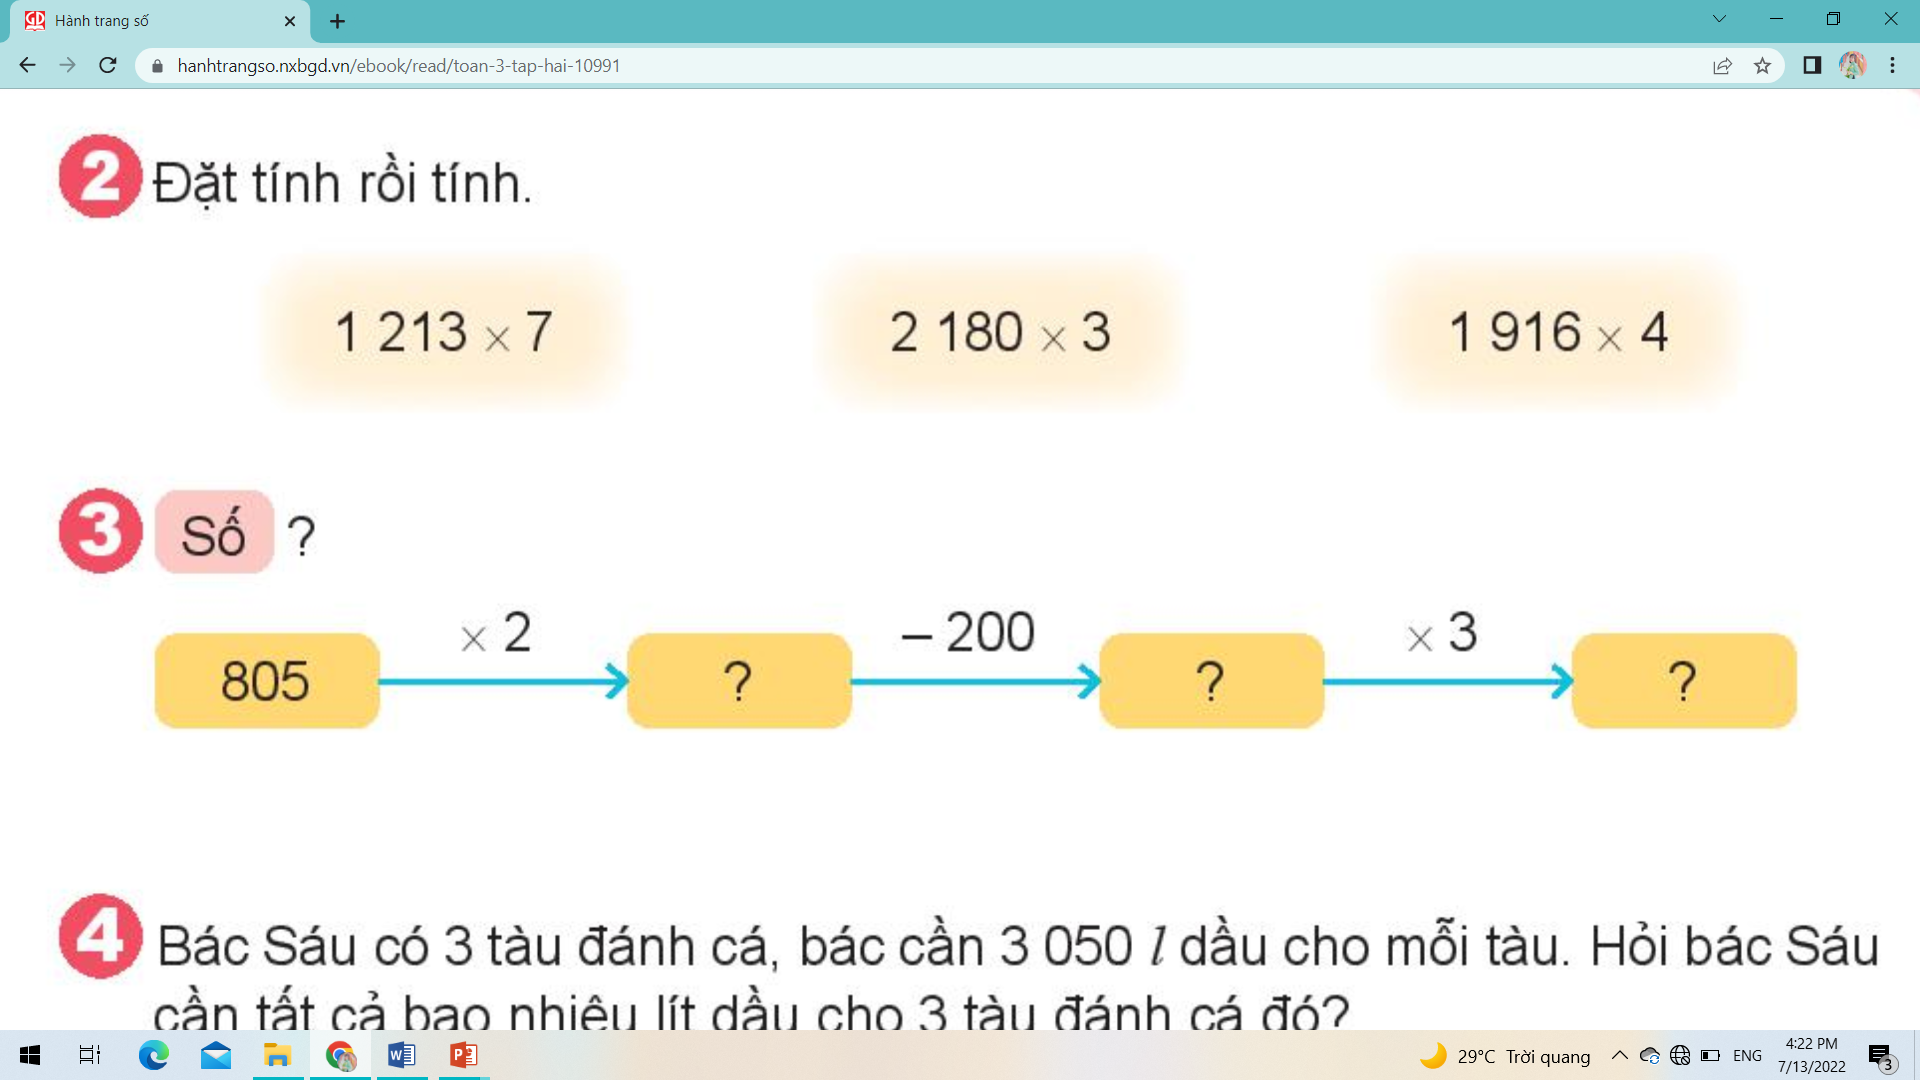 Hành trang số
hanhtrangso.nxbgd.vn/ebook/read/toan-3-tap-hai-10991
2 Đặt tính rồi tính.
1 213 × 7 2 180 × 3 1 916 × 4
3 Số ?
× 2 – 200 × 3
805 ? ? ?
4 Bác Sáu có 3 tàu đánh cá, bác cần 3 050 l dầu cho mỗi tàu. Hỏi bác Sáu
cần tất cả bao nhiêu lít dầu cho 3 tàu đánh cá đó?
29°C Trời quang ENG 4:22 PM
7/13/2022 3